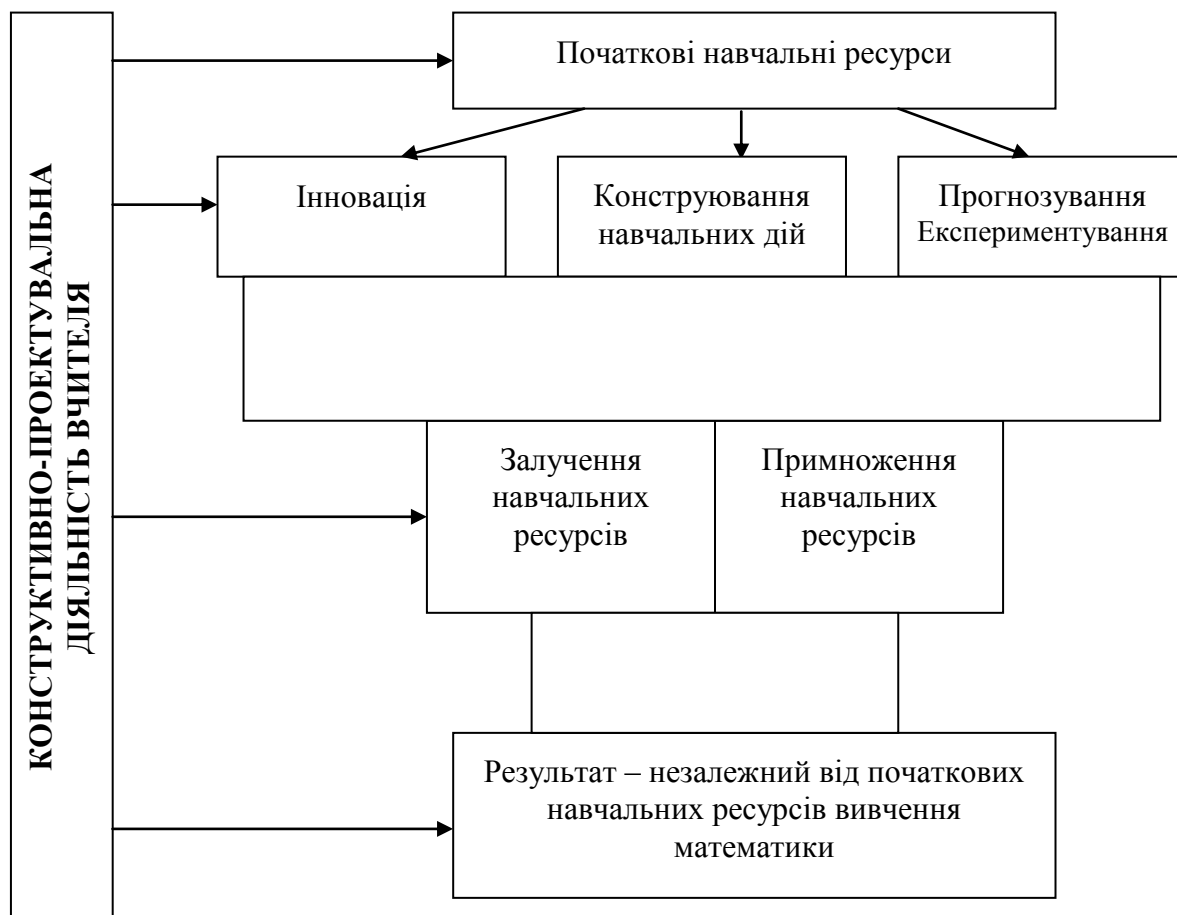 КОНСТРУКТИВНО-ПРОЕКТУВАЛЬНА
ДІЯЛЬНІСТЬ ВЧИТЕЛЯ
Початкові навчальні ресурси
Інновація
Конструювання
навчальних дій
Прогнозування
Експериментування
Залучення
навчальних
ресурсів
Примноження
навчальних
ресурсів
Результат – незалежний від початкових
навчальних ресурсів вивчення
математики